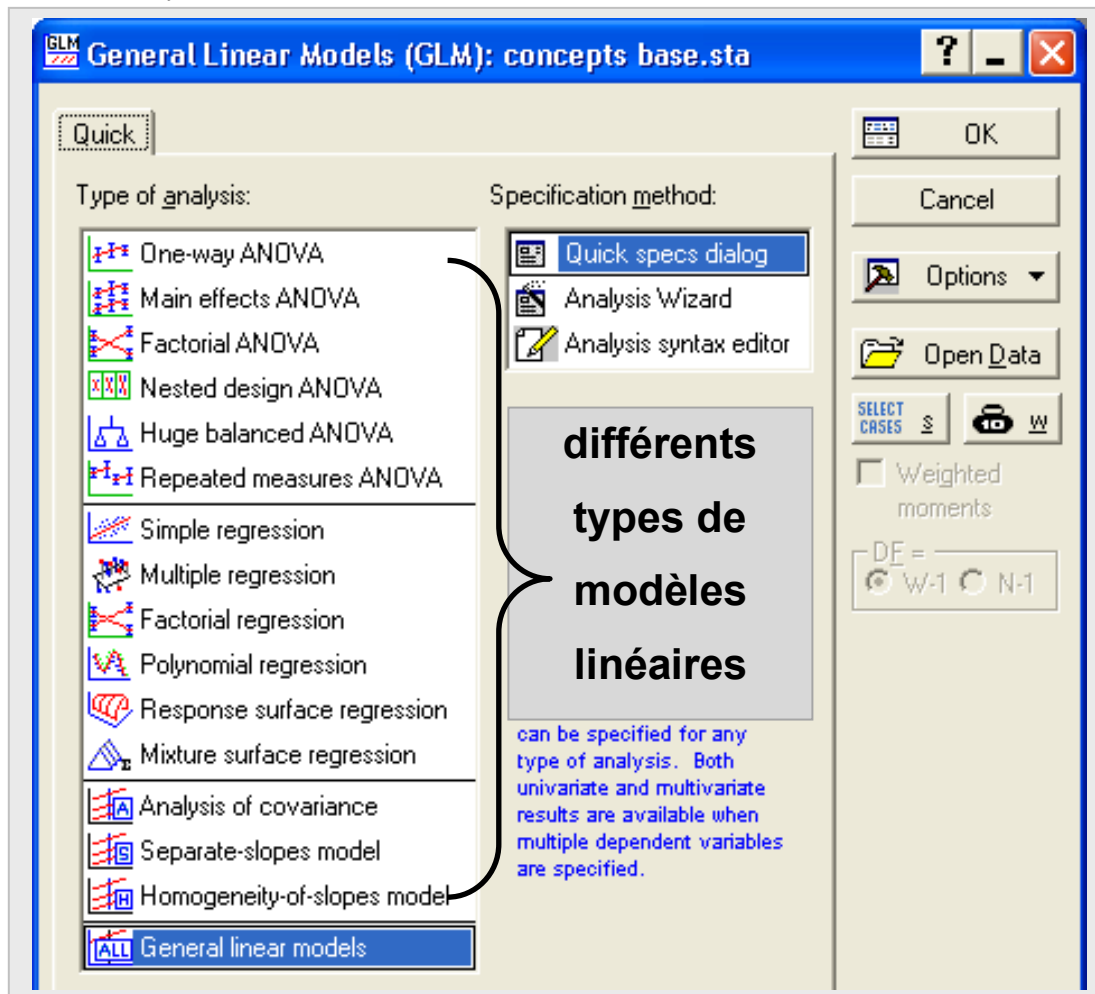 GLM General Linear Models (GLM): concepts base.sta
Quick
Type of analysis:
One-way ANOVA
Main effects ANOVA
Factorial ANOVA
Nested design ANOVA
Huge balanced ANOVA
Repeated measures ANOVA
Simple regression
Multiple regression
Factorial regression
Polynomial regression
Response surface regression
Mixture surface regression
A Analysis of covariance
S Separate-slopes model
H Homogeneity-of-slopes model
ALL General linear models
Specification method:
Quick specs dialog
Analysis Wizard
Analysis syntax editor
différents
types de
modèles
linéaires
can be specified for any
type of analysis. Both
univariate and multivariate
results are available when
multiple dependent variables
are specified.
OK
Cancel
Options
Open Data
SELECT
CASES S W
Weighted
moments
DF =
W-1 N-1